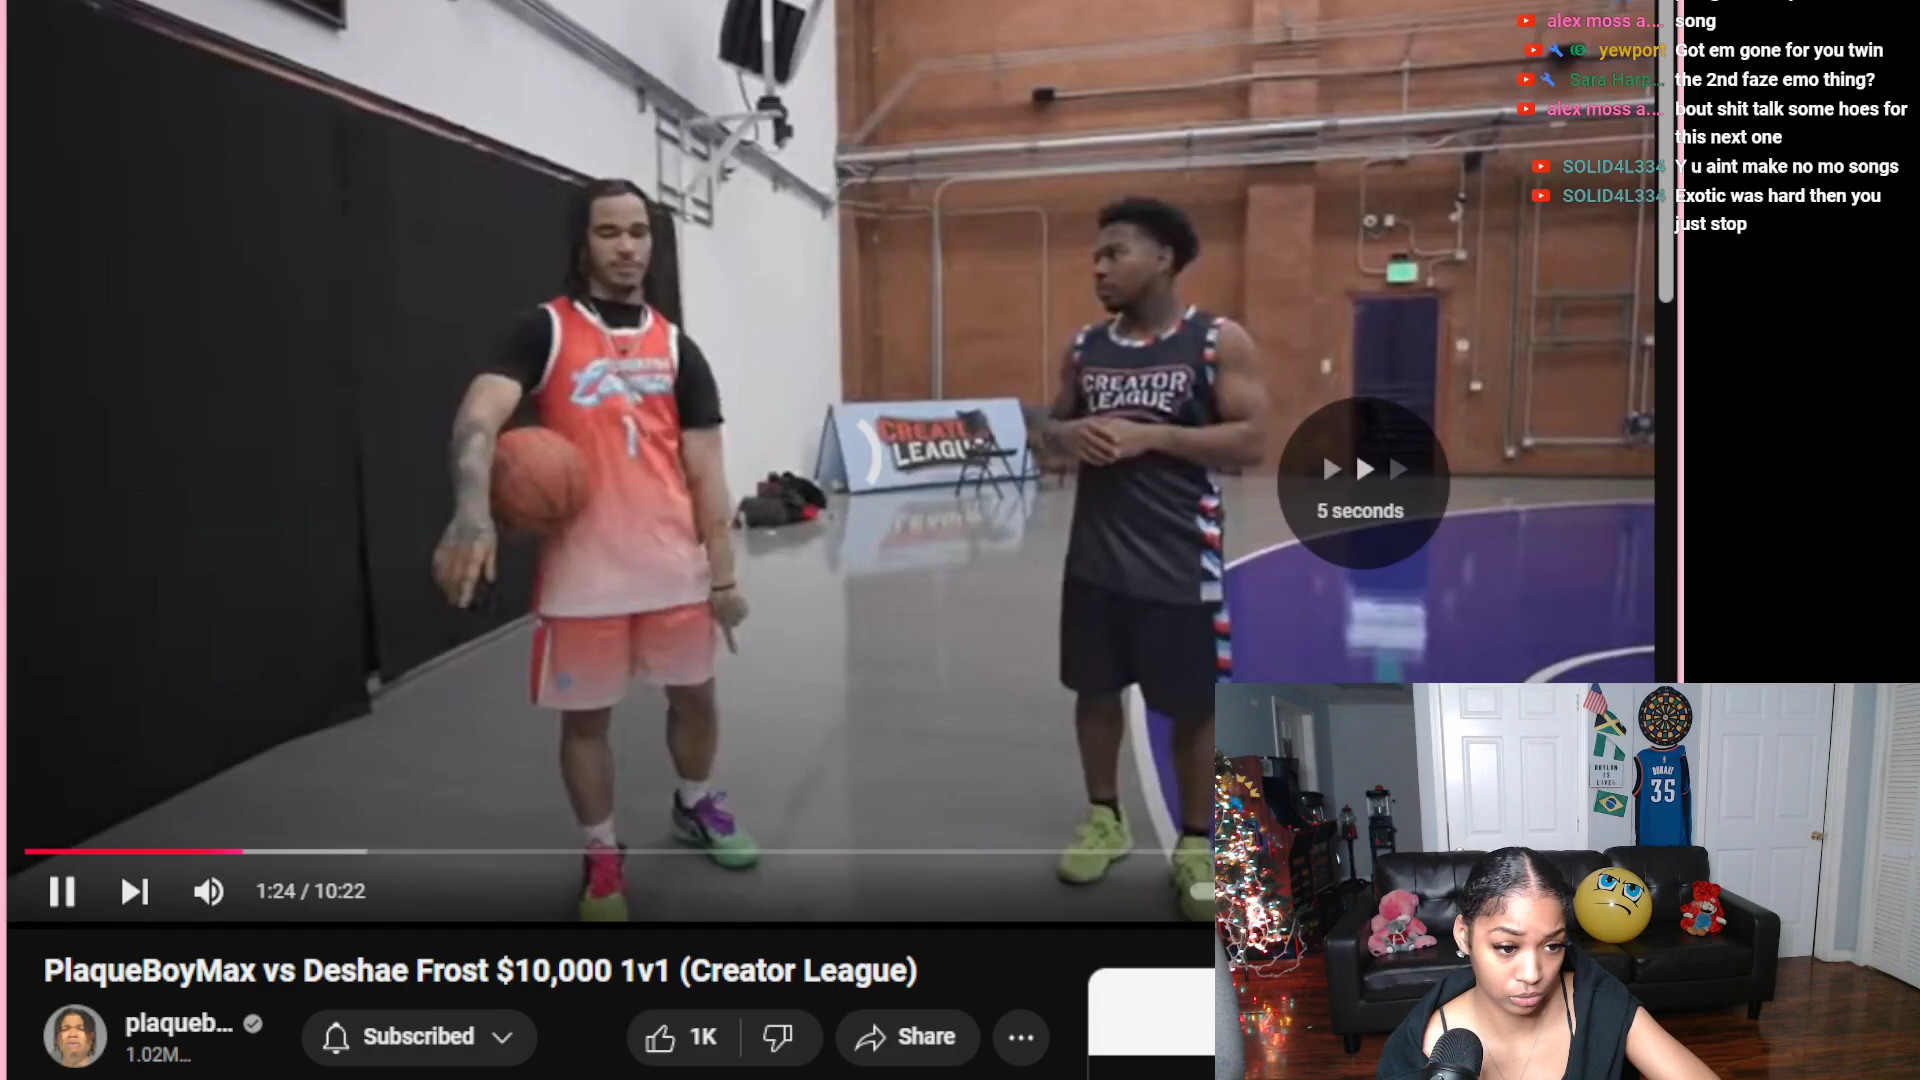 alex moss a... song
yewport Got em gone for you twin
Sara Harp... the 2nd faze emo thing?
alex moss a... bout shit talk some hoes for
this next one
SOLID4L334 Y u aint make no mo songs
SOLID4L334 Exotic was hard then you
just stop
CREATOR
LEAGUE
1
CREATOR
LEAGUE
5 seconds
1:24 / 10:22
DURANT
35
PlaqueBoyMax vs Deshae Frost $10,000 1v1 (Creator League)
plaqueb...
1.02M...
Subscribed
1K
Share